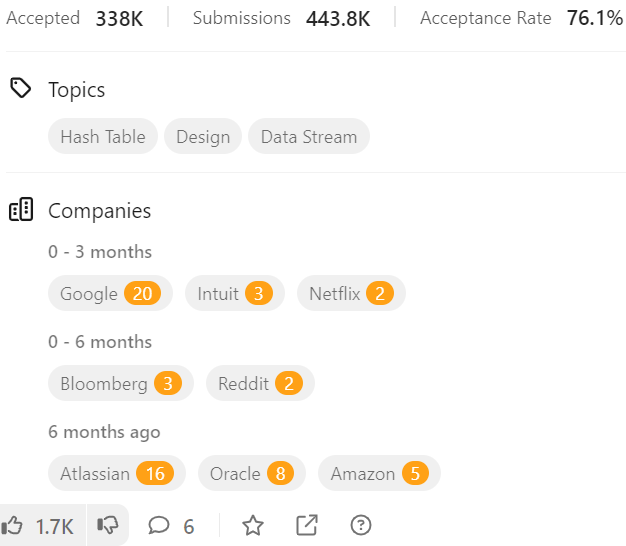 Accepted 338K Submissions 443.8K Acceptance Rate 76.1%
Topics
Hash Table Design Data Stream
Companies
0 - 3 months
Google 20 Intuit 3 Netflix 2
0 - 6 months
Bloomberg 3 Reddit 2
6 months ago
Atlassian 16 Oracle 8 Amazon 5
1.7K 6